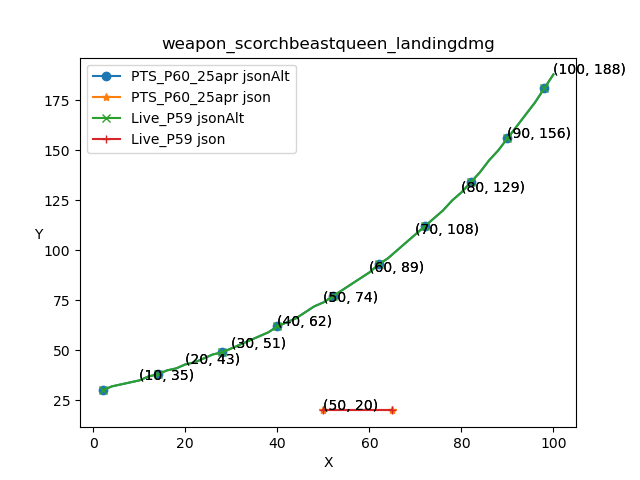 weapon_scorchbeastqueen_landingdmg
PTS_P60_25apr jsonAlt
PTS_P60_25apr json
Live_P59 jsonAlt
Live_P59 json
Y
175
150
125
100
75
50
25
(100, 188)
(90, 156)
(80, 129)
(70, 108)
(60, 89)
(50, 74)
(40, 62)
(30, 51)
(20, 43)
(10, 35)
(50, 20)
0 20 40 60 80 100
X